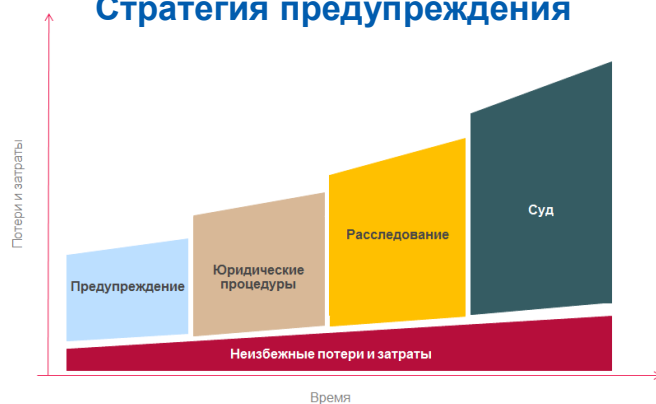 Стратегия предупреждения
Потери и затраты
Предупреждение
Юридические
процедуры
Расследование
Суд
Неизбежные потери и затраты
Время